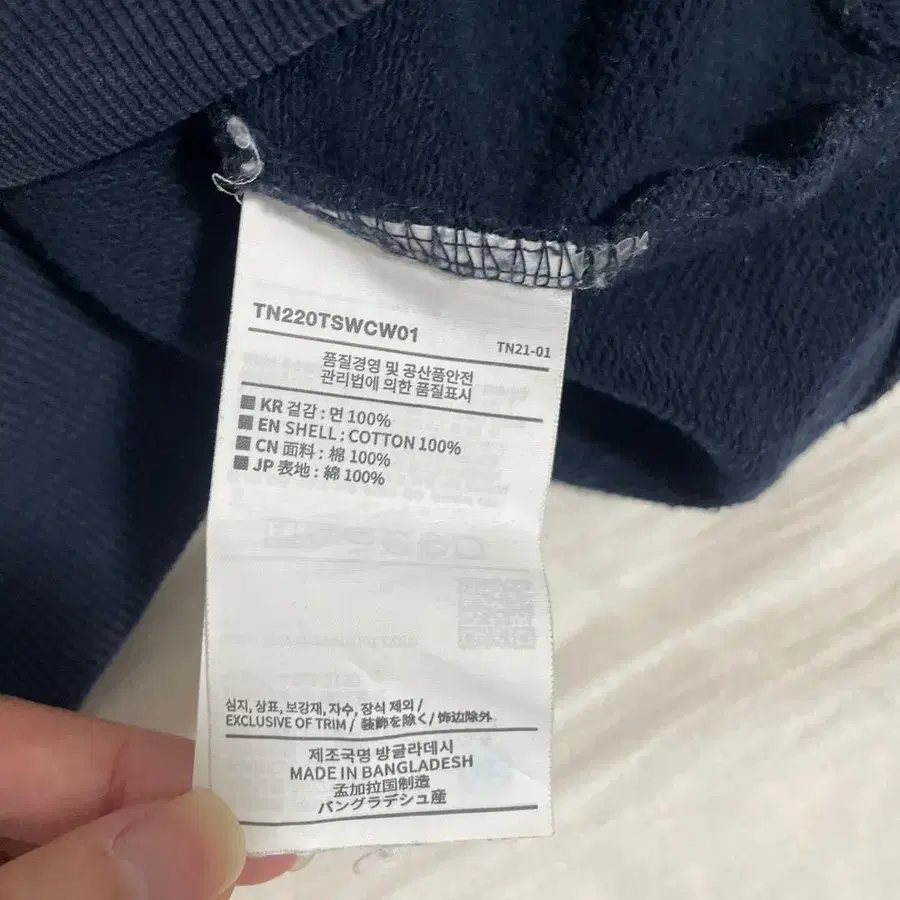 TN220TSWCW01
TN21-01
품질경영 및 공산품안전
관리법에 의한 품질표시
KR 겉감 : 면 100%
EN SHELL : COTTON 100%
CN 面料 : 棉 100%
JP 表地 : 綿 100%
심지, 상표, 보강재, 자수, 장식 제외 /
EXCLUSIVE OF TRIM / 装飾を除く / 饰边除外
제조국명 방글라데시
MADE IN BANGLADESH
孟加拉国制造
バングラデシュ産